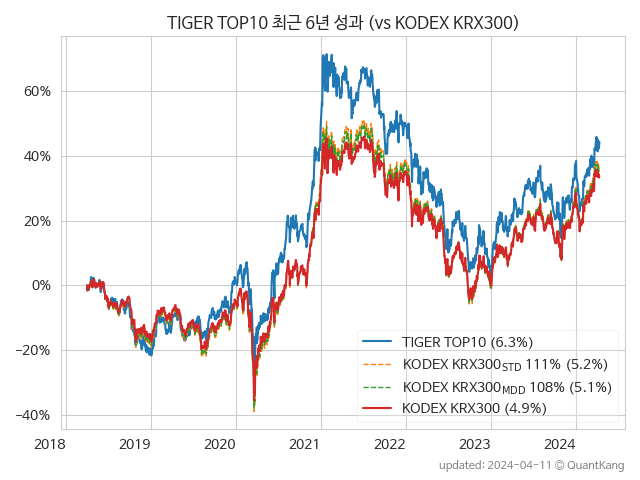 TIGER TOP10 최근 6년 성과 (vs KODEX KRX300)
60%
40%
20%
0%
−20%
−40%
TIGER TOP10 (6.3%)
KODEX KRX300STD 111% (5.2%)
KODEX KRX300MDD 108% (5.1%)
KODEX KRX300 (4.9%)
2018 2019 2020 2021 2022 2023 2024
updated: 2024-04-11 ⓒ QuantKang